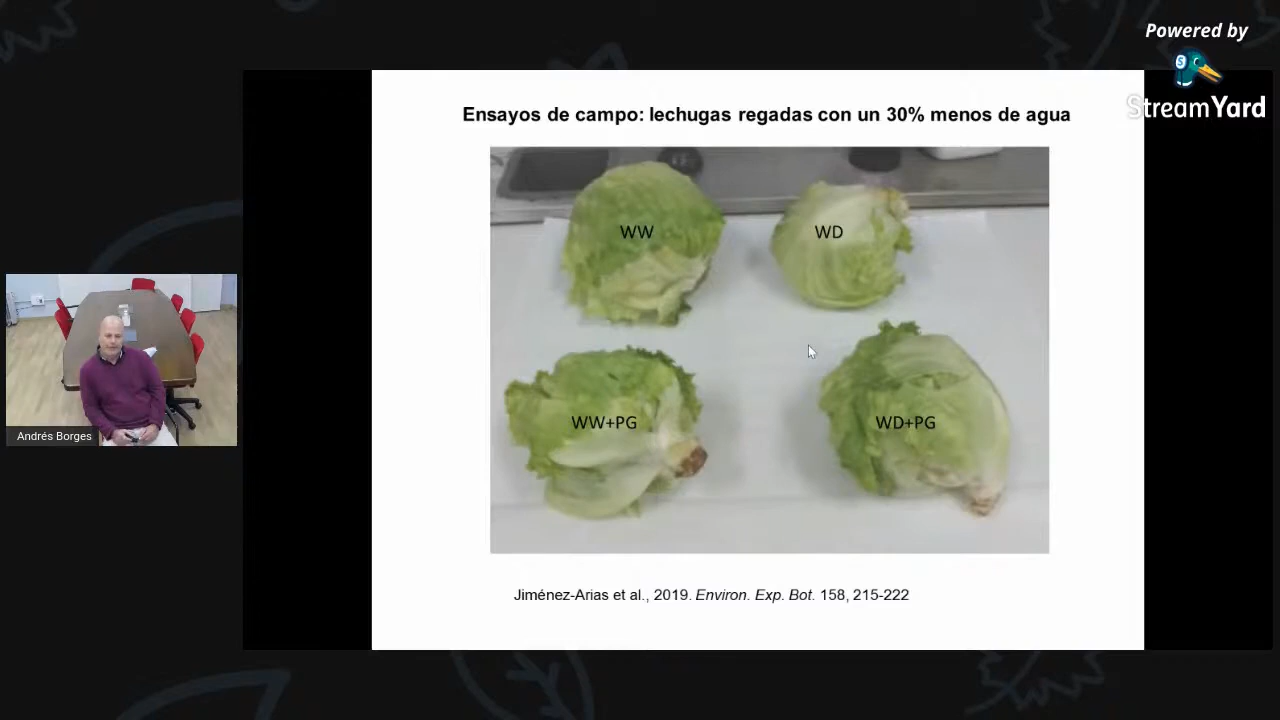 Powered by
StreamYard
Ensayos de campo: lechugas regadas con un 30% menos de agua
WW
WD
WW+PG
WD+PG
Andrés Borges
Jiménez-Arias et al., 2019. Environ. Exp. Bot. 158, 215-222